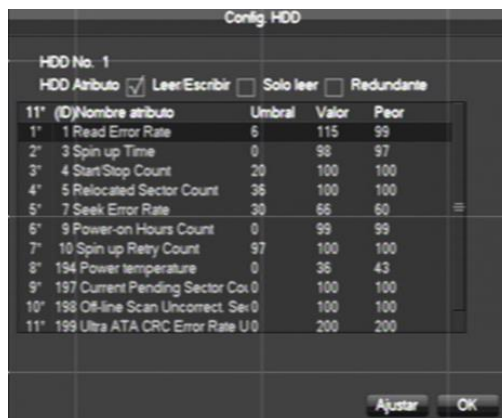 Config. HDD
HDD No. 1
HDD Atributo Leer/Escribir Solo leer Redundante
11° (ID)Nombre atributo Umbral Valor Peor
1° 1 Read Error Rate 6 115 99
2° 3 Spin up Time 0 98 97
3° 4 Start/Stop Count 20 100 100
4° 5 Relocated Sector Count 36 100 100
5° 7 Seek Error Rate 30 66 60
6° 9 Power-on Hours Count 0 99 99
7° 10 Spin up Retry Count 97 100 100
8° 194 Power temperature 0 36 43
9° 197 Current Pending Sector Cou 0 100 100
10° 198 Off-line Scan Uncorrect. Sec 0 100 100
11° 199 Ultra ATA CRC Error Rate U 0 200 200
Ajustar OK